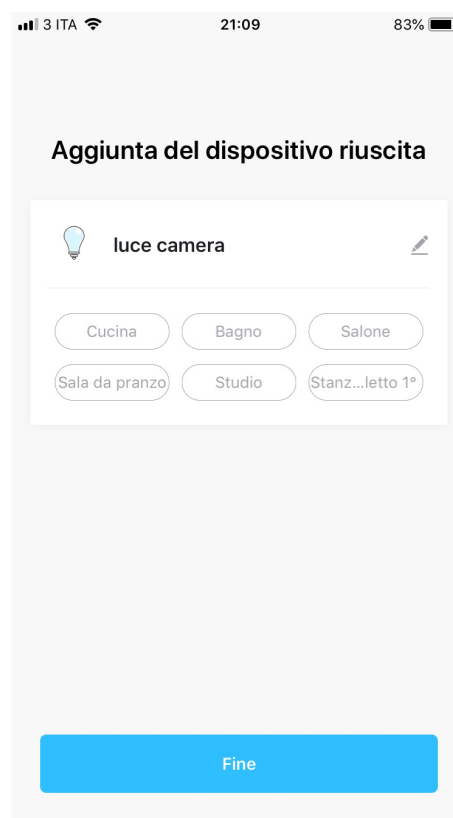 3 ITA 21:09 83%
Aggiunta del dispositivo riuscita
luce camera
Cucina Bagno Salone
Sala da pranzo Studio Stanz...letto 1°
Fine